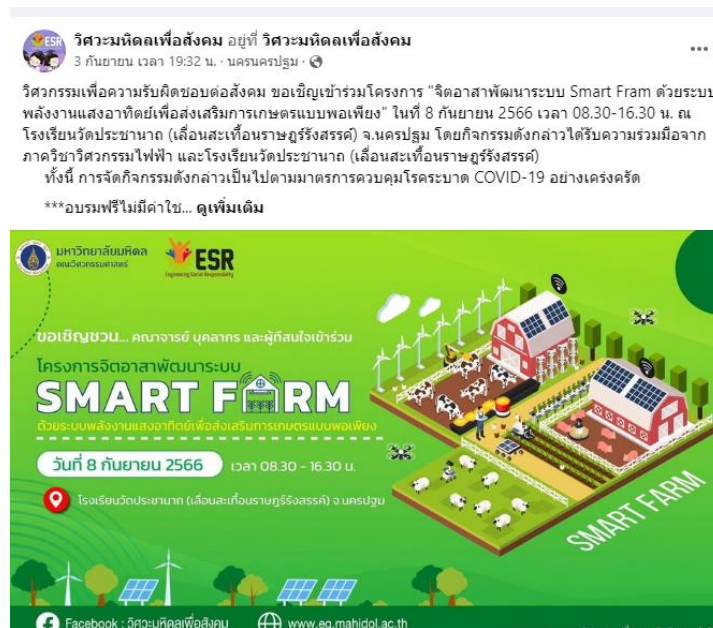 วิศวะมหิดลเพื่อสังคม อยู่ที่ วิศวะมหิดลเพื่อสังคม
3 กันยายน เวลา 19:32 น. · นครนครปฐม ·
วิศวกรรมเพื่อความรับผิดชอบต่อสังคม ขอเชิญเข้าร่วมโครงการ "จิตอาสาพัฒนาระบบ Smart Fram ด้วยระบบ
พลังงานแสงอาทิตย์เพื่อส่งเสริมการเกษตรแบบพอเพียง" ในที่ 8 กันยายน 2566 เวลา 08.30-16.30 น. ณ
โรงเรียนวัดประชานาถ (เลื่อนสะเทื้อนราษฎร์รังสรรค์) จ.นครปฐม โดยกิจกรรมดังกล่าวได้รับความร่วมมือจาก
ภาควิชาวิศวกรรมไฟฟ้า และโรงเรียนวัดประชานาถ (เลื่อนสะเทื้อนราษฎร์รังสรรค์)
ทั้งนี้ การจัดกิจกรรมดังกล่าวเป็นไปตามมาตรการควบคุมโรคระบาด COVID-19 อย่างเคร่งครัด
***อบรมฟรีไม่มีค่าใช... ดูเพิ่มเติม
มหาวิทยาลัยมหิดล
คณะวิศวกรรมศาสตร์
ESR
Engineering Social Responsibility
ขอเชิญชวน... คณาจารย์ บุคลากร และผู้ที่สนใจเข้าร่วม
โครงการจิตอาสาพัฒนาระบบ
SMART FARM
ด้วยระบบพลังงานแสงอาทิตย์เพื่อส่งเสริมการเกษตรแบบพอเพียง
วันที่ 8 กันยายน 2566 เวลา 08.30 - 16.30 น.
โรงเรียนวัดประชานาถ (เลื่อนสะเทื้อนราษฎร์รังสรรค์) จ.นครปฐม
SMART FARM
Facebook : วิศวะมหิดลเพื่อสังคม www.eg.mahidol.ac.th